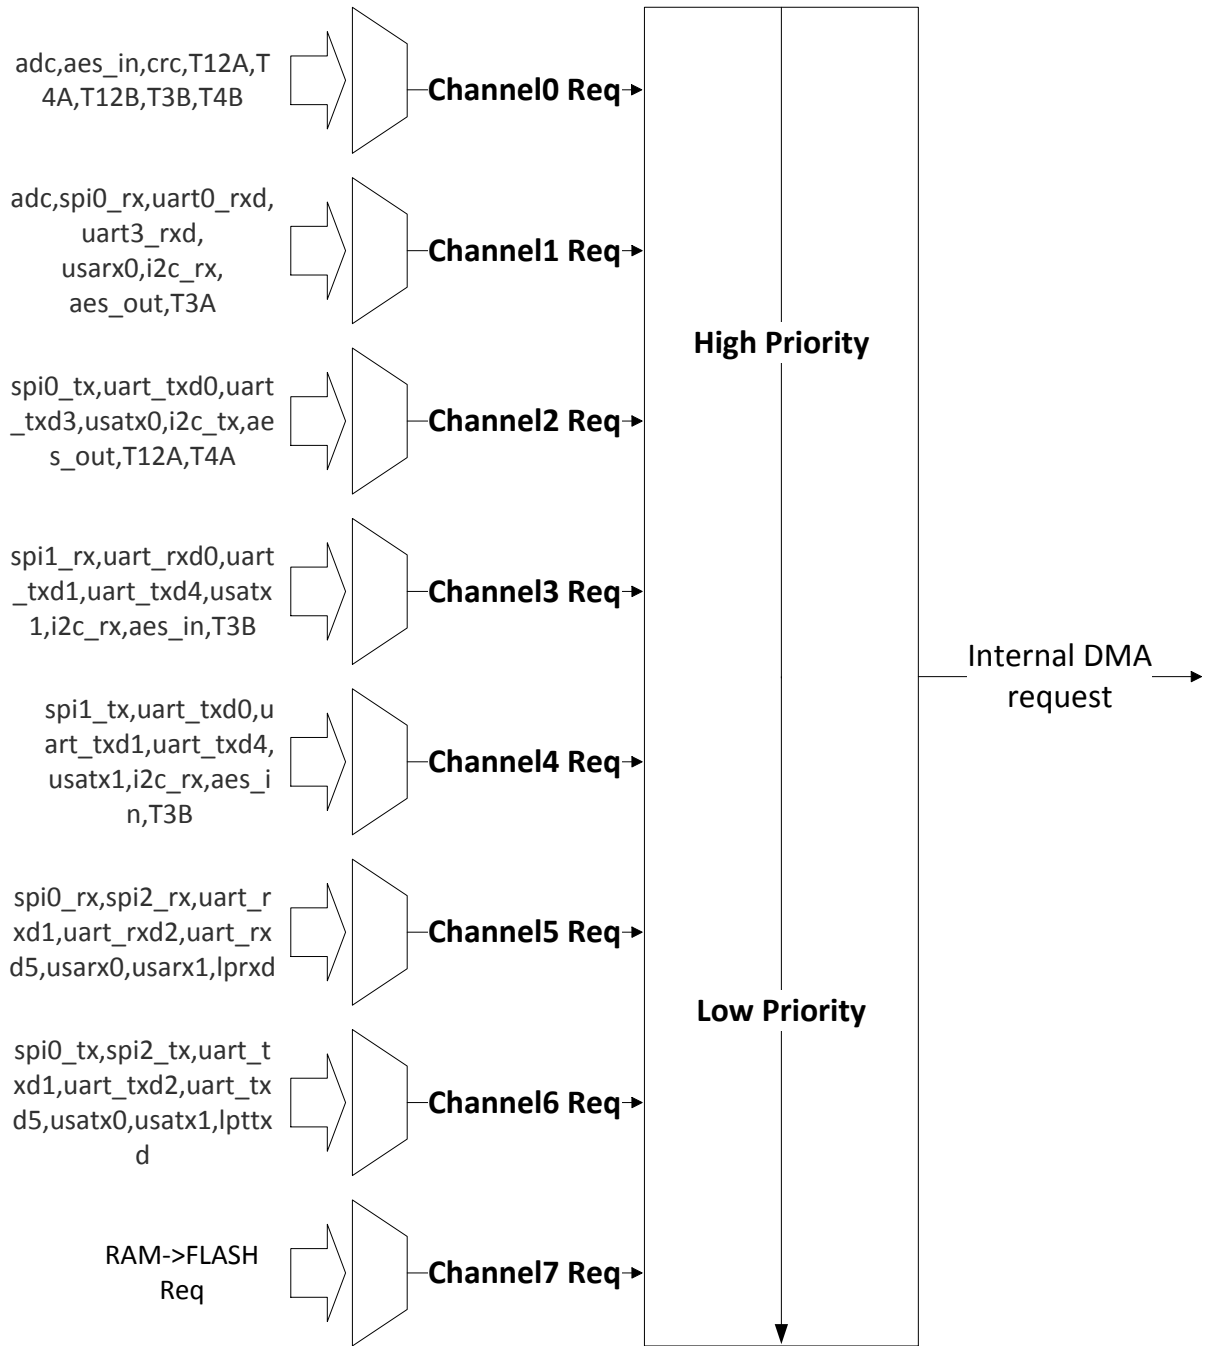 adc,aes_in,crc,T12A,T
4A,T12B,T3B,T4B
Channel0 Req
adc,spi0_rx,uart0_rxd,
uart3_rxd,
usarx0,i2c_rx,
aes_out,T3A
Channel1 Req
High Priority
spi0_tx,uart_txd0,uart
_txd3,usatx0,i2c_tx,ae
s_out,T12A,T4A
Channel2 Req
spi1_rx,uart_rxd0,uart
_txd1,uart_txd4,usatx
1,i2c_rx,aes_in,T3B
Channel3 Req
Internal DMA
request
spi1_tx,uart_txd0,u
art_txd1,uart_txd4,
usatx1,i2c_rx,aes_i
n,T3B
Channel4 Req
spi0_rx,spi2_rx,uart_r
xd1,uart_rxd2,uart_rx
d5,usarx0,usarx1,lprxd
Channel5 Req
Low Priority
spi0_tx,spi2_tx,uart_t
xd1,uart_txd2,uart_tx
d5,usatx0,usatx1,lpttx
d
Channel6 Req
RAM->FLASH
Req
Channel7 Req